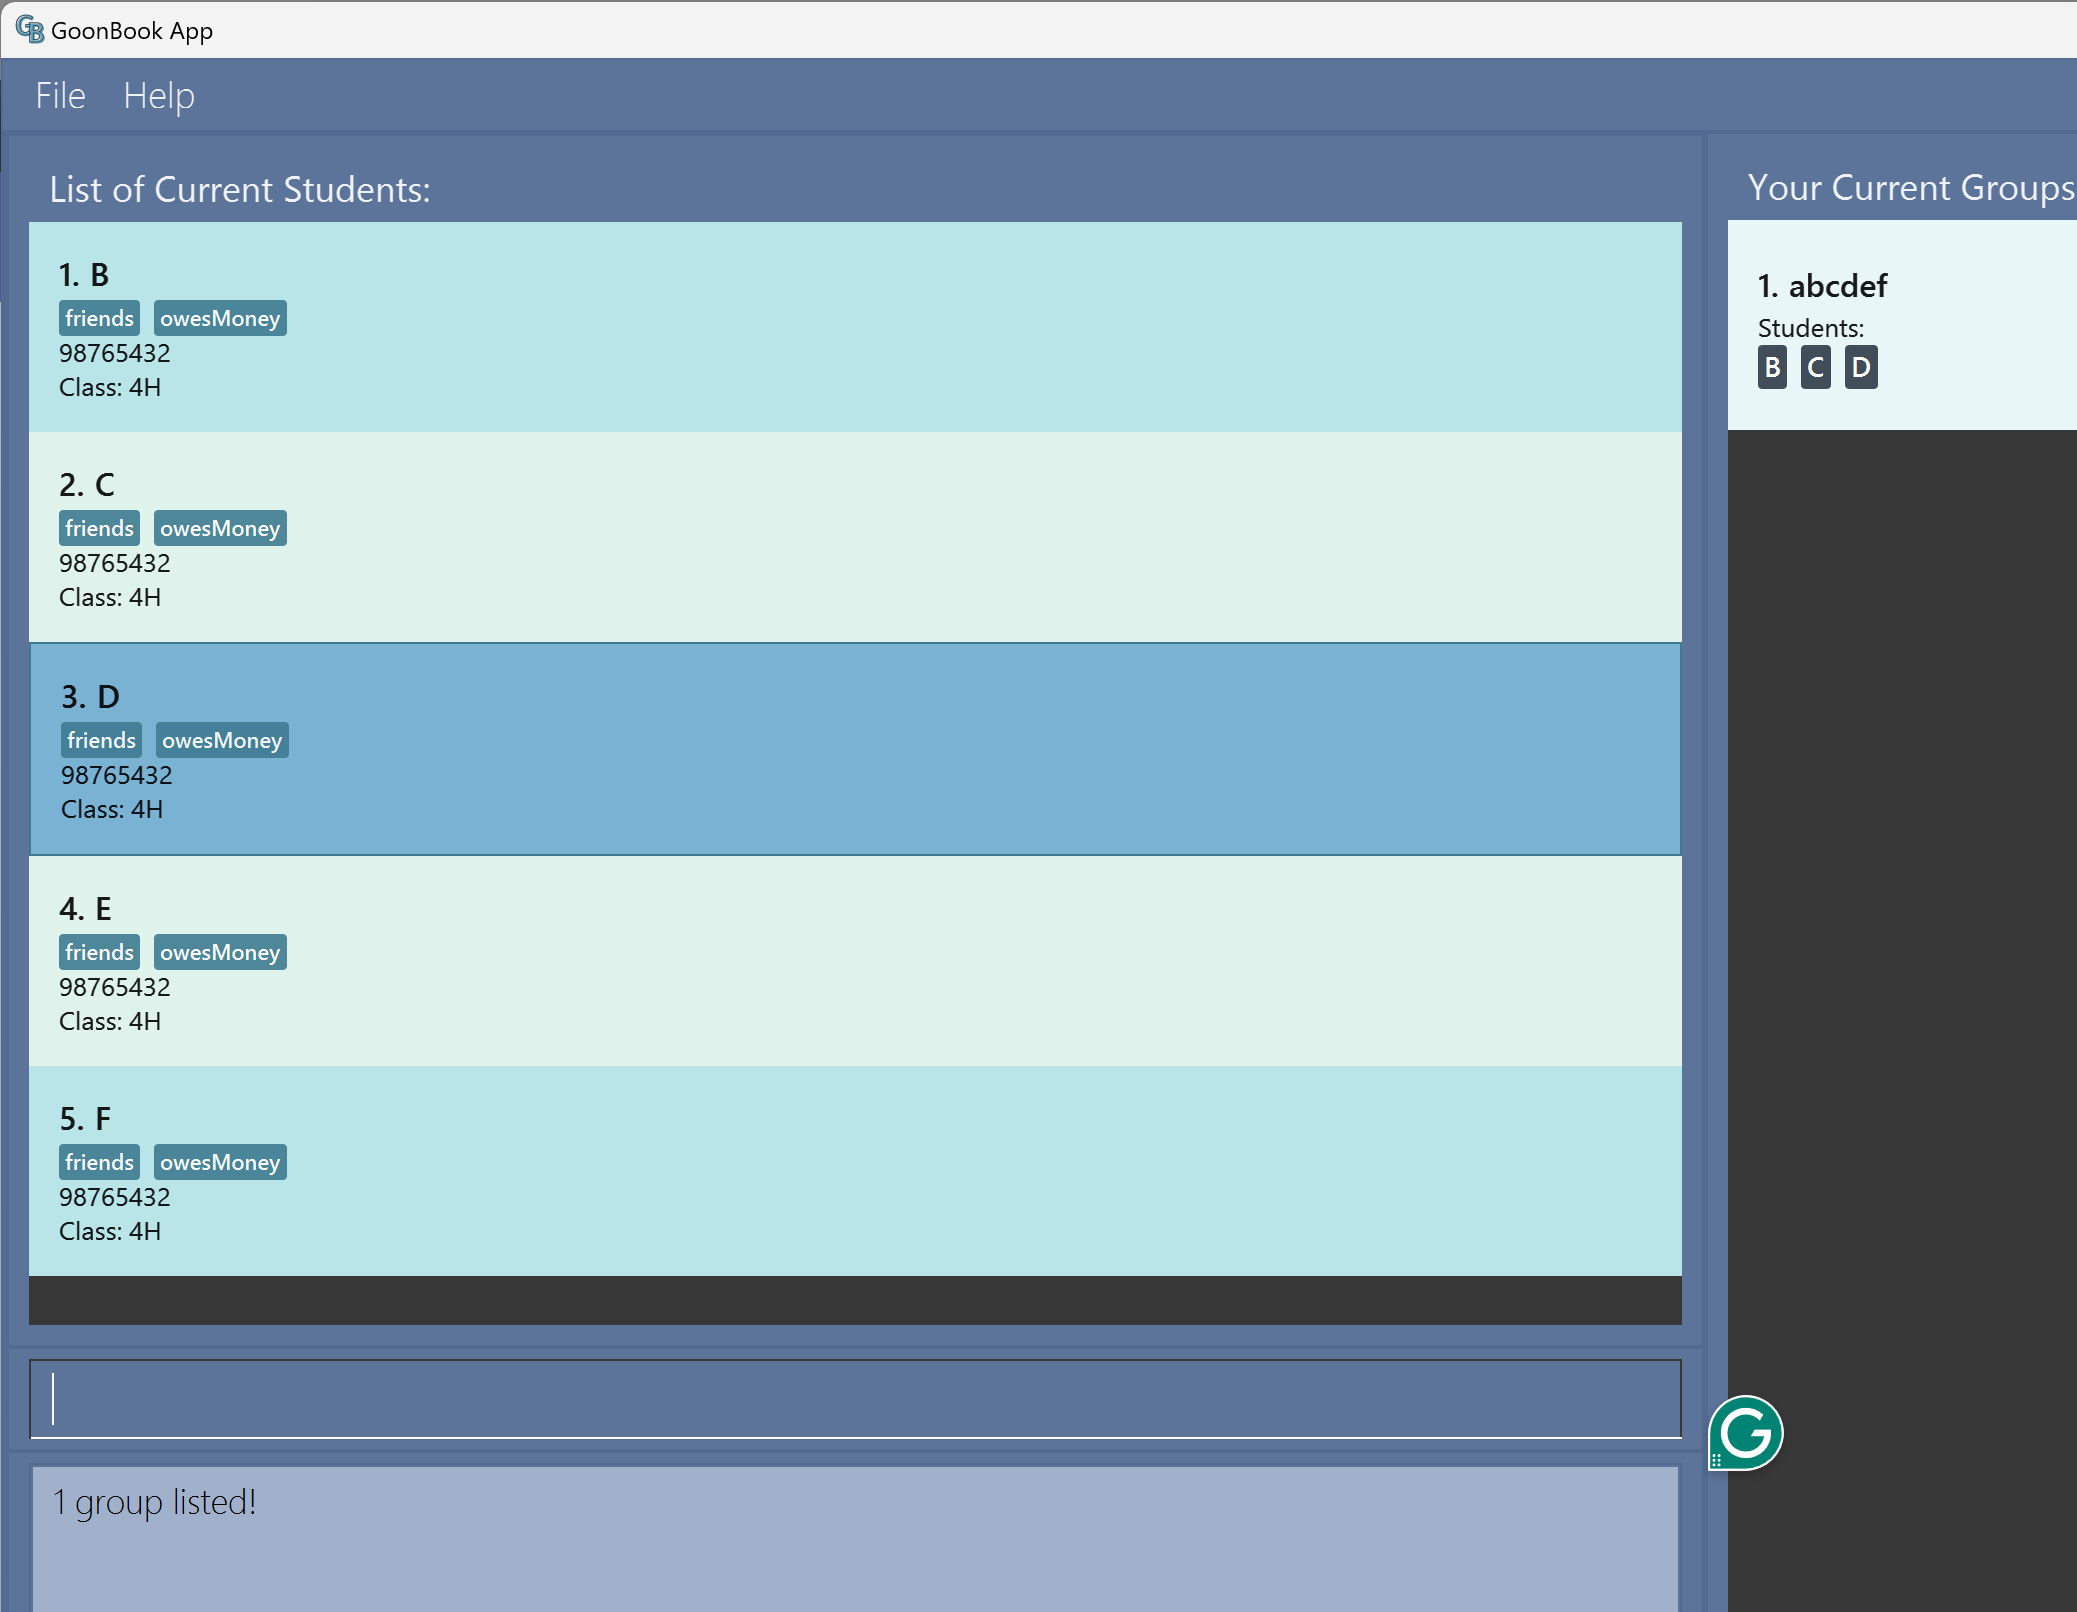 GB GoonBook App
File Help
List of Current Students:
1. B
friends owesMoney
98765432
Class: 4H
2. C
friends owesMoney
98765432
Class: 4H
3. D
friends owesMoney
98765432
Class: 4H
4. E
friends owesMoney
98765432
Class: 4H
5. F
friends owesMoney
98765432
Class: 4H
1 group listed!
Your Current Groups
1. abcdef
Students:
B C D
G